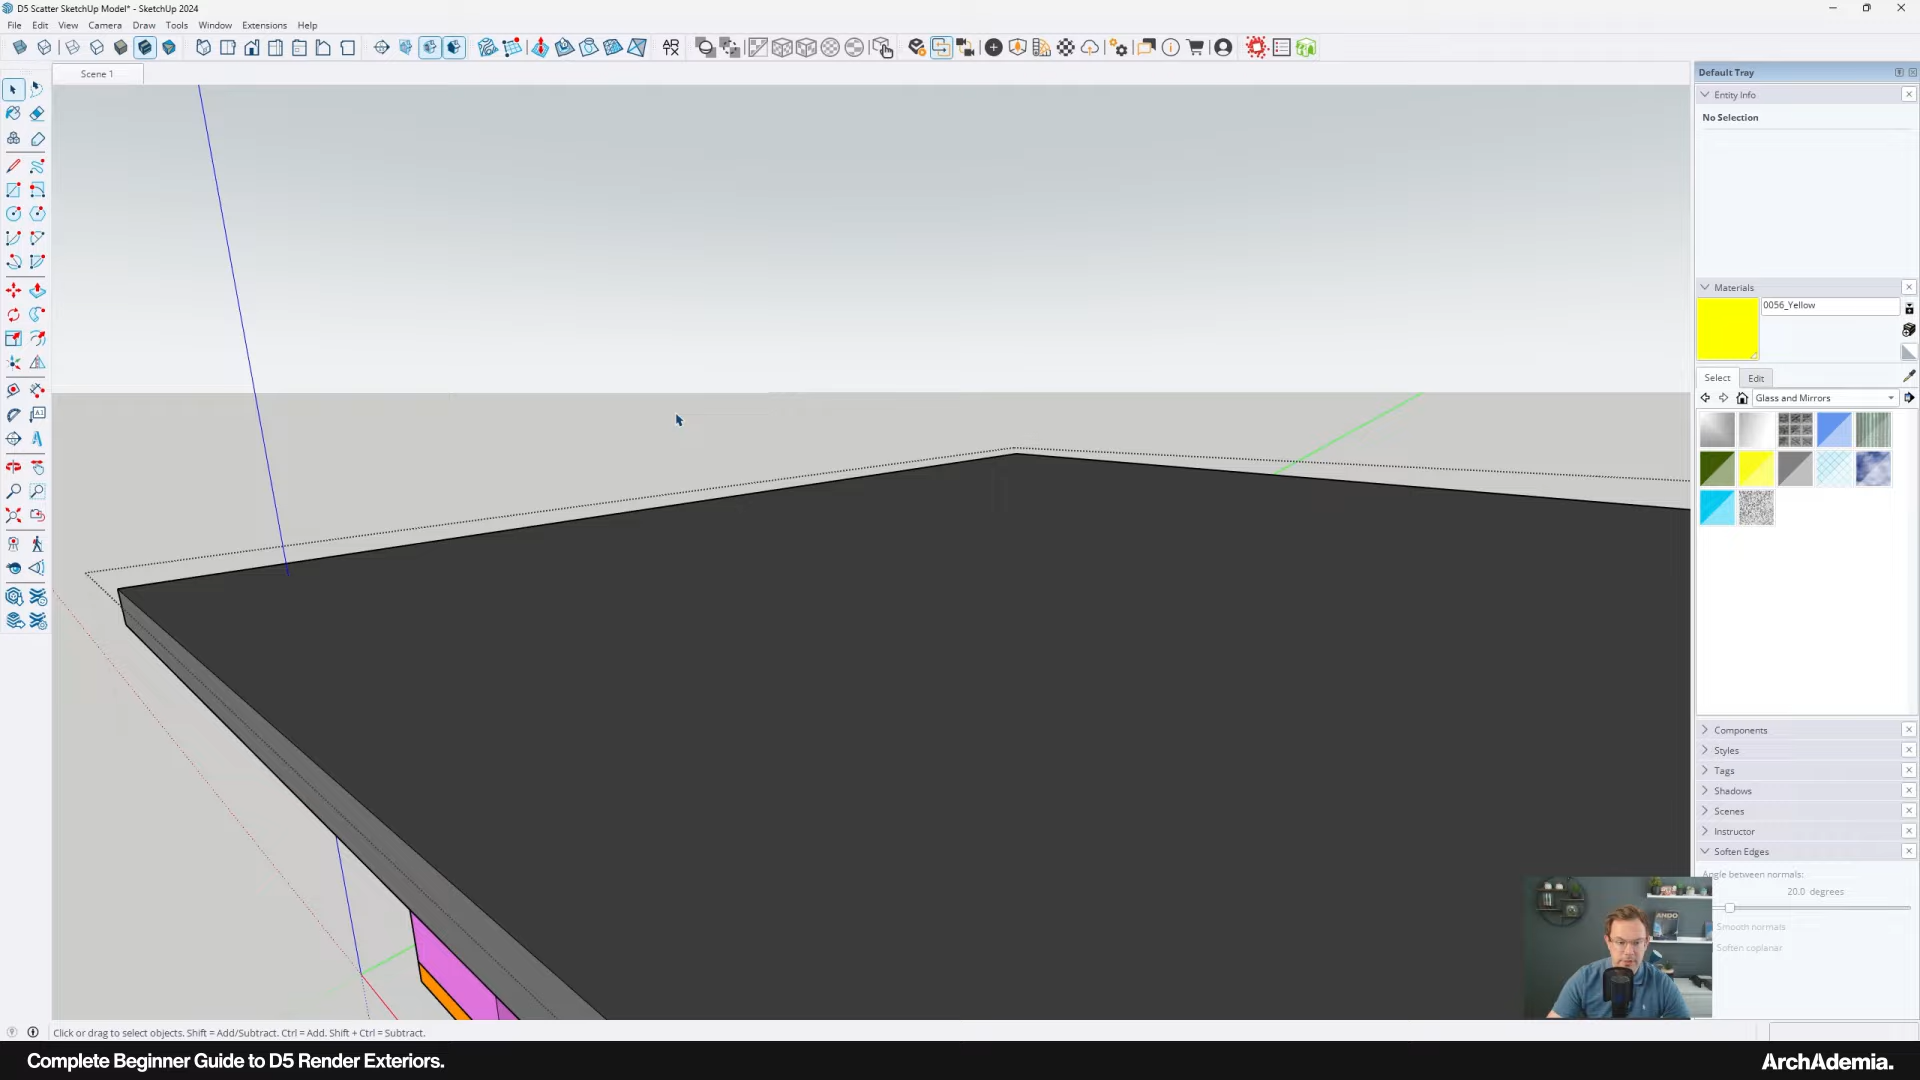 D5 Scatter SketchUp Model* - SketchUp 2024
File Edit View Camera Draw Tools Window Extensions Help
Scene 1
Default Tray
Entity Info
No Selection
Materials
0056_Yellow
Select Edit
Glass and Mirrors
Components
Styles
Tags
Shadows
Scenes
Instructor
Soften Edges
Angle between normals:
20.0 degrees
Smooth normals
Soften coplanar
Click or drag to select objects. Shift = Add/Subtract. Ctrl = Add. Shift + Ctrl = Subtract.
Complete Beginner Guide to D5 Render Exteriors.
ArchAdemia.